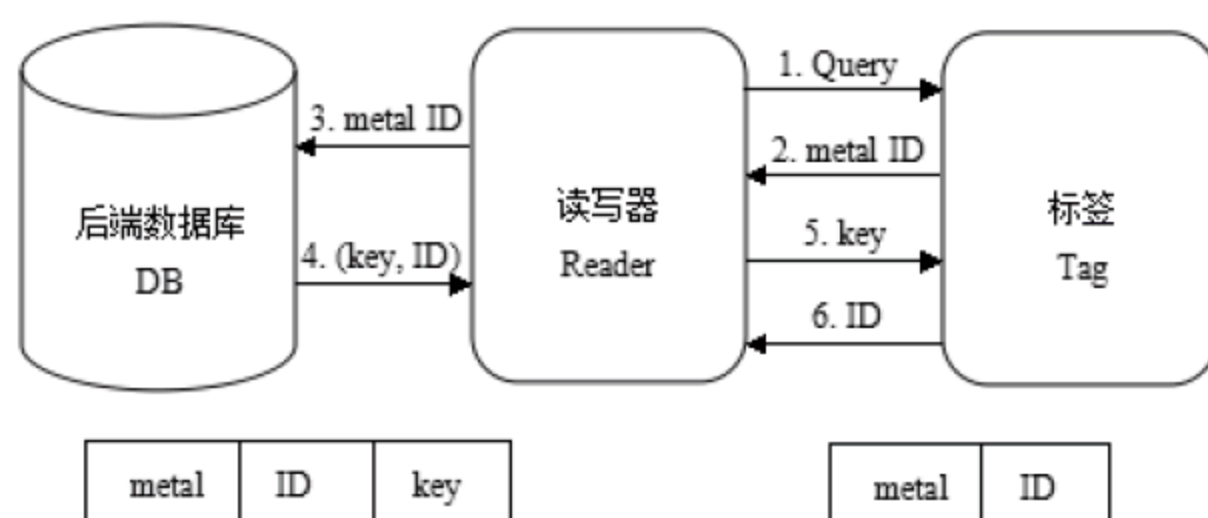 1. Query
3. metal ID
2. metal ID
后端数据库
DB
读写器
Reader
标签
Tag
4. (key, ID)
5. key
6. ID
metal ID key
metal ID